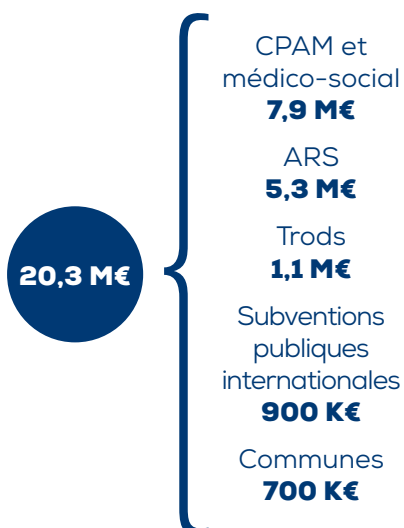 20,3 M€
CPAM et
médico-social
7,9 M€
ARS
5,3 M€
Trods
1,1 M€
Subventions
publiques
internationales
900 K€
Communes
700 K€